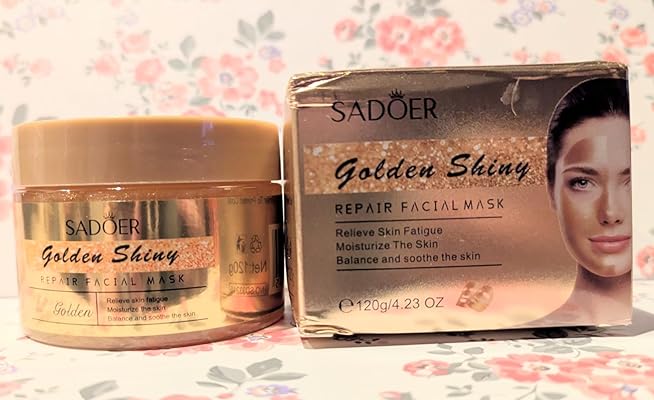 SADOER
Golden Shiny
REPAIR FACIAL MASK
Golden
Relieve skin fatigue
Moisturize the skin
Balance and soothe the skin
Net 120g
SADOER
Golden Shiny
REPAIR FACIAL MASK
Relieve Skin Fatigue
Moisturize The Skin
Balance and soothe the skin
℮120g/4.23 OZ